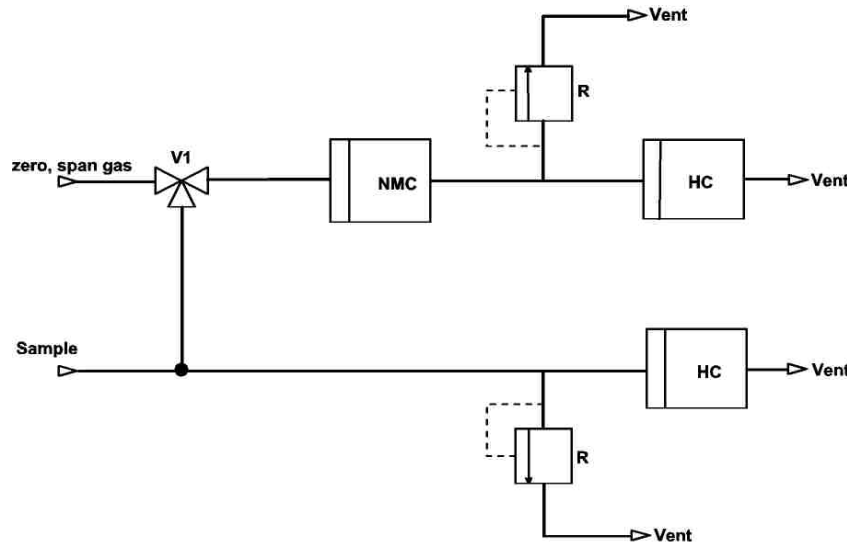 Vent
R
V1
zero, span gas
NMC
HC
Vent
Sample
HC
Vent
R
Vent